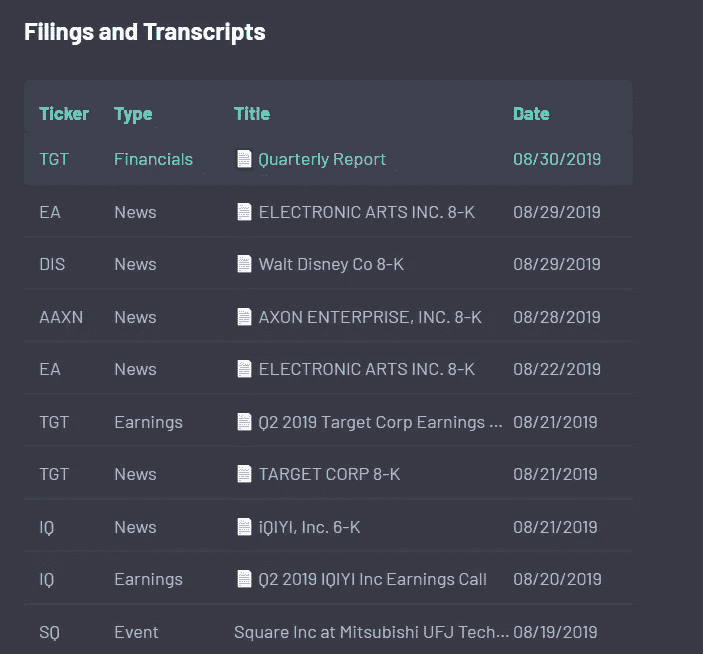 Filings and Transcripts
Ticker Type Title Date
TGT Financials Quarterly Report 08/30/2019
EA News ELECTRONIC ARTS INC. 8-K 08/29/2019
DIS News Walt Disney Co 8-K 08/29/2019
AAXN News AXON ENTERPRISE, INC. 8-K 08/28/2019
EA News ELECTRONIC ARTS INC. 8-K 08/22/2019
TGT Earnings Q2 2019 Target Corp Earnings ... 08/21/2019
TGT News TARGET CORP 8-K 08/21/2019
IQ News iQIYI, Inc. 6-K 08/21/2019
IQ Earnings Q2 2019 IQIYI Inc Earnings Call 08/20/2019
SQ Event Square Inc at Mitsubishi UFJ Tech... 08/19/2019